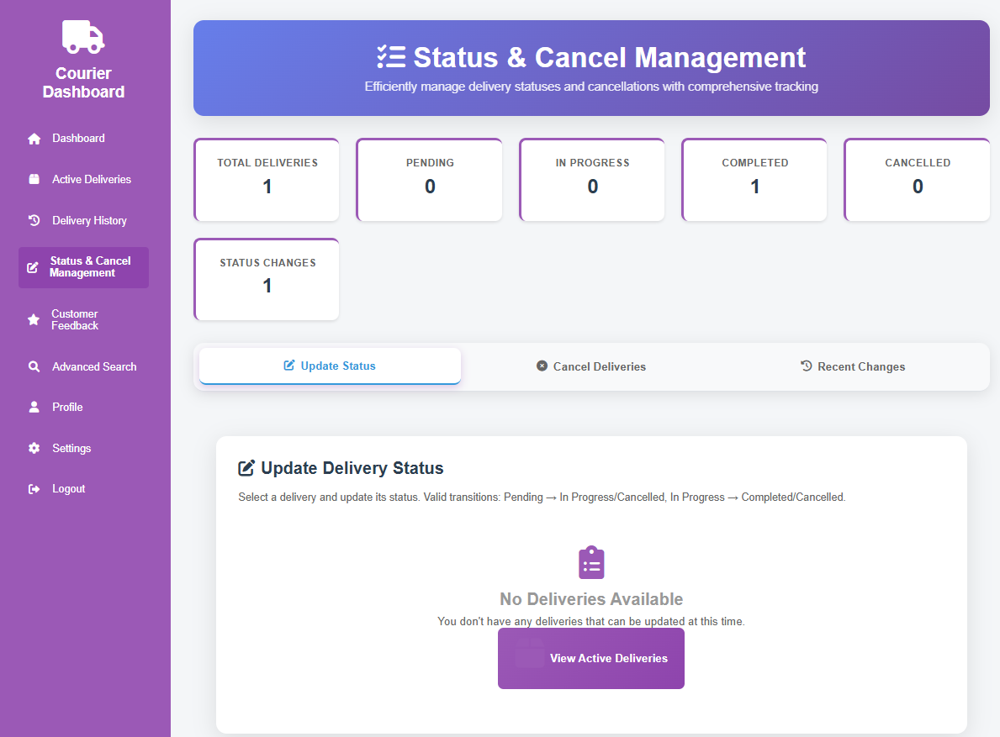 Courier
Dashboard
Dashboard
Active Deliveries
Delivery History
Status & Cancel
Management
Customer
Feedback
Advanced Search
Profile
Settings
Logout
Status & Cancel Management
Efficiently manage delivery statuses and cancellations with comprehensive tracking
TOTAL DELIVERIES
1
PENDING
0
IN PROGRESS
0
COMPLETED
1
CANCELLED
0
STATUS CHANGES
1
Update Status
Cancel Deliveries
Recent Changes
Update Delivery Status
Select a delivery and update its status. Valid transitions: Pending → In Progress/Cancelled, In Progress → Completed/Cancelled.
No Deliveries Available
You don't have any deliveries that can be updated at this time.
View Active Deliveries